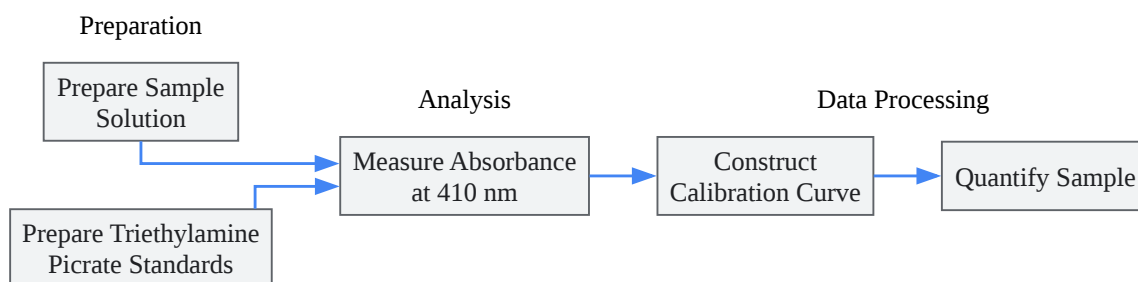 Preparation
Prepare Sample
Solution
Prepare Triethylamine
Picrate Standards
Analysis
Measure Absorbance
at 410 nm
Data Processing
Construct
Calibration Curve
Quantify Sample